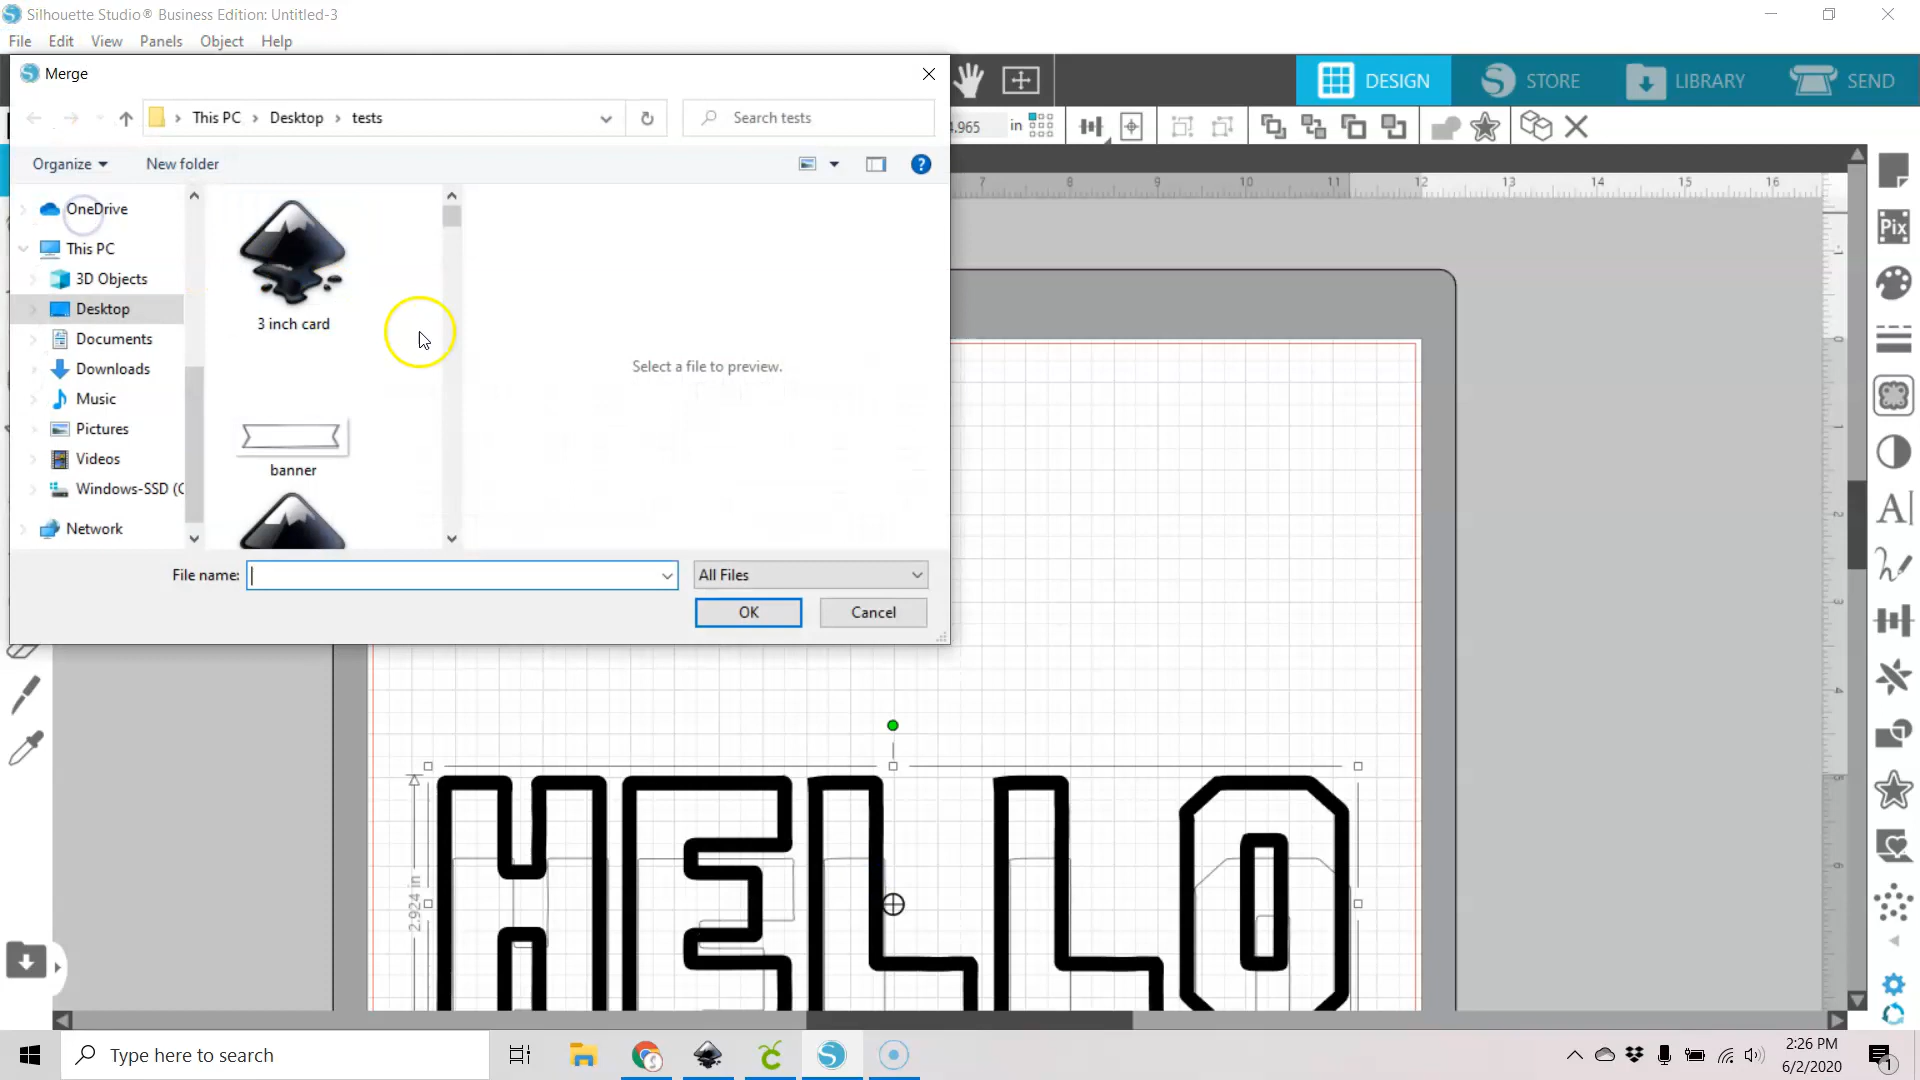 Silhouette Studio® Business Edition: Untitled-3
File Edit View Panels Object Help
Merge
DESIGN STORE LIBRARY SEND
This PC > Desktop > tests
Search tests
.965 in
Organize New folder
Pix
7 8 9 10 11 12 13 14 15 16
OneDrive
This PC
3D Objects
Desktop
Documents
Downloads
Music
Pictures
Videos
Windows-SSD (C
Network
3 inch card
banner
Select a file to preview.
File name:
All Files
OK Cancel
2.924 in
HELLO
Type here to search
2:26 PM
6/2/2020
1